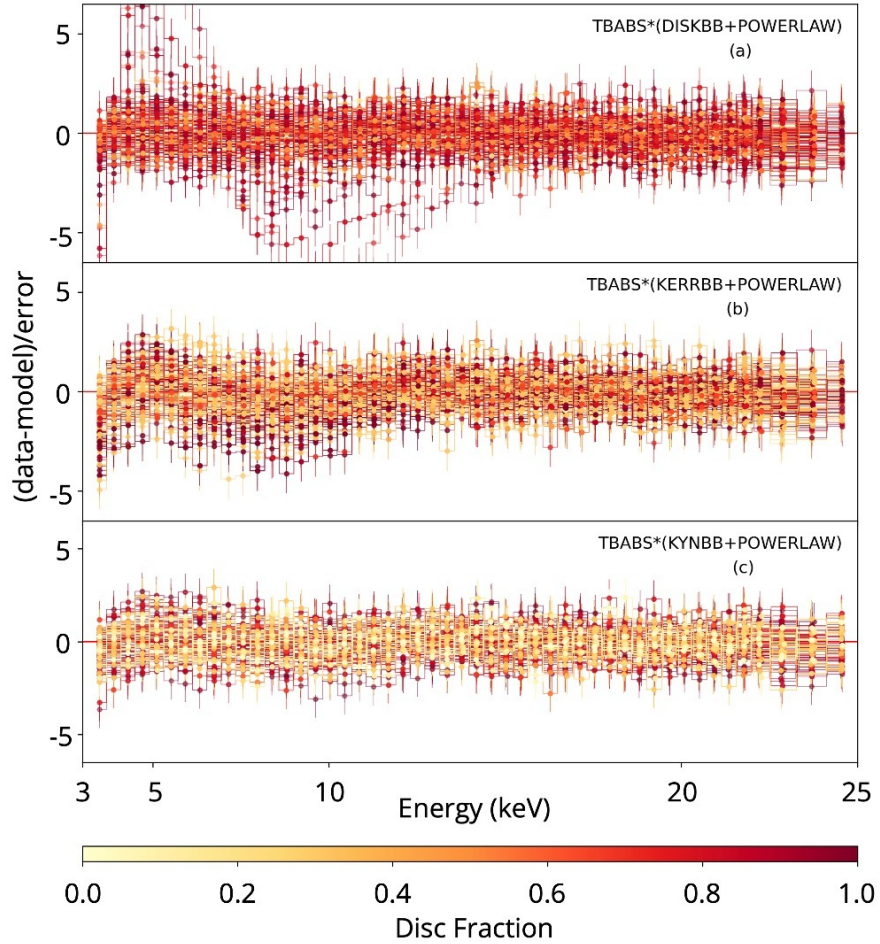 TBABS*(DISKBB+POWERLAW)
(a)
5
0
-5
TBABS*(KERRBB+POWERLAW)
(b)
5
0
-5
(data-model)/error
TBABS*(KYNBB+POWERLAW)
(c)
5
0
-5
3 5 10 20 25
Energy (keV)
0.0 0.2 0.4 0.6 0.8 1.0
Disc Fraction